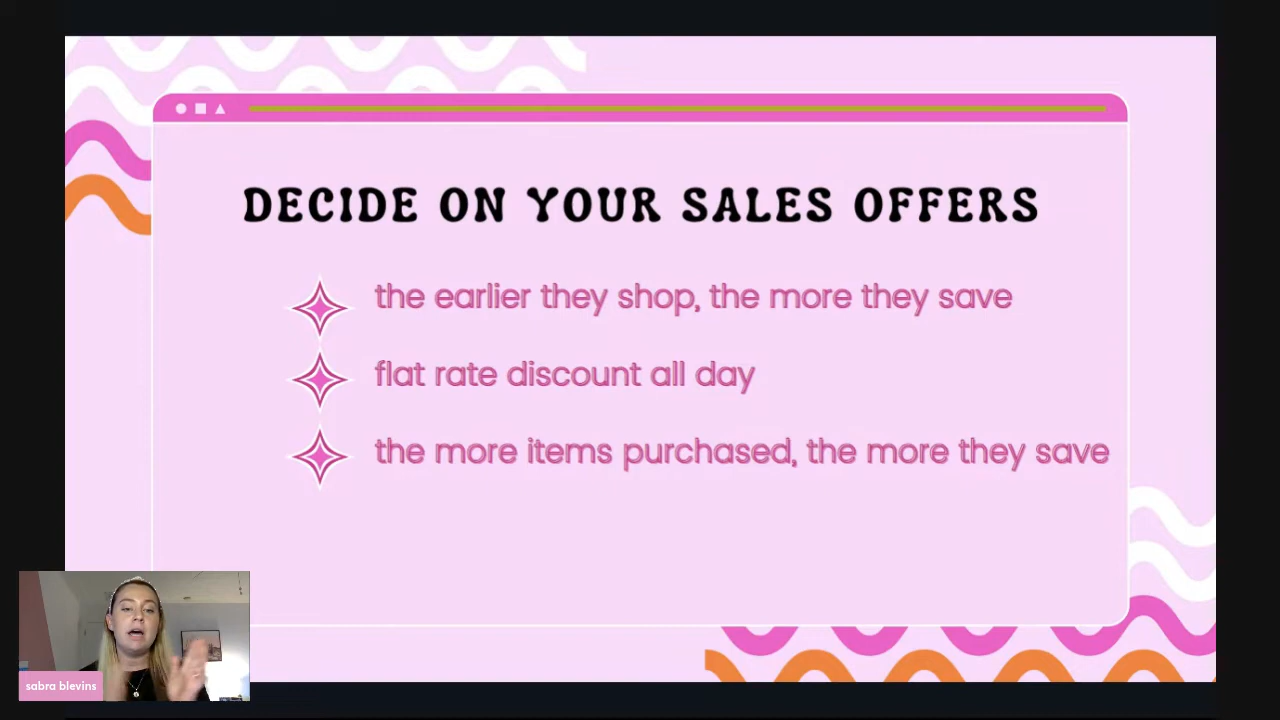 DECIDE ON YOUR SALES OFFERS
the earlier they shop, the more they save
flat rate discount all day
the more items purchased, the more they save
sabra blevins